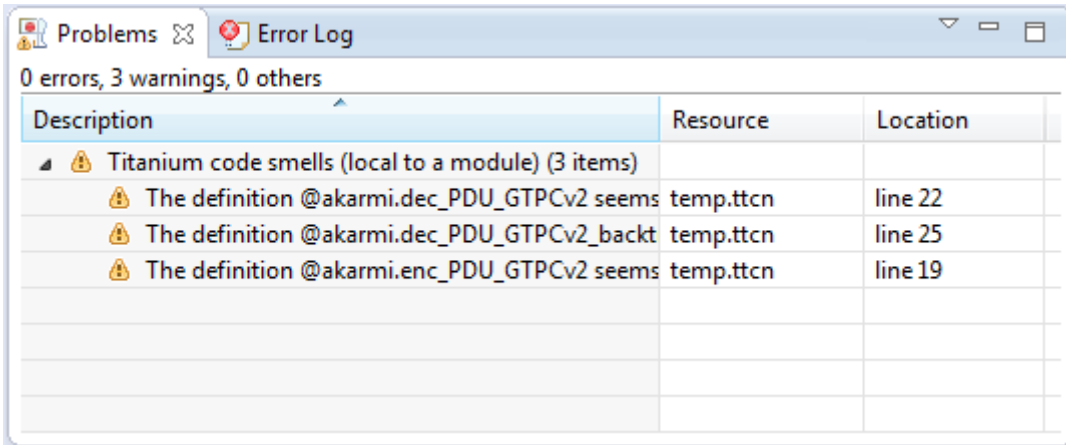 Problems Error Log
0 errors, 3 warnings, 0 others
Description Resource Location
Titanium code smells (local to a module) (3 items)
The definition @akarmi.dec_PDU_GTPCv2 seems temp.ttcn line 22
The definition @akarmi.dec_PDU_GTPCv2_backt temp.ttcn line 25
The definition @akarmi.enc_PDU_GTPCv2 seems temp.ttcn line 19